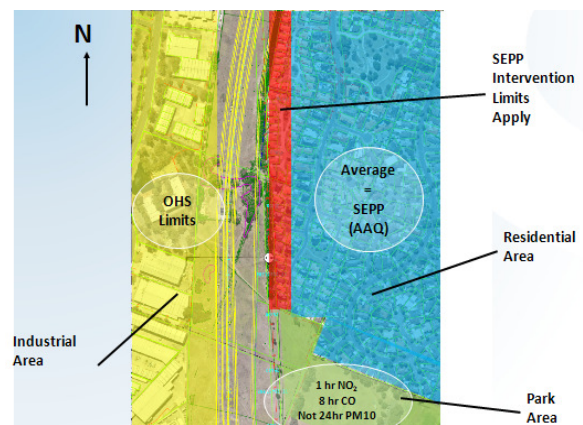 N
SEPP
Intervention
Limits
Apply
Average
=
SEPP
(AAQ)
OHS
Limits
Residential
Area
Industrial
Area
1 hr NO₂
8 hr CO
Not 24hr PM10
Park
Area